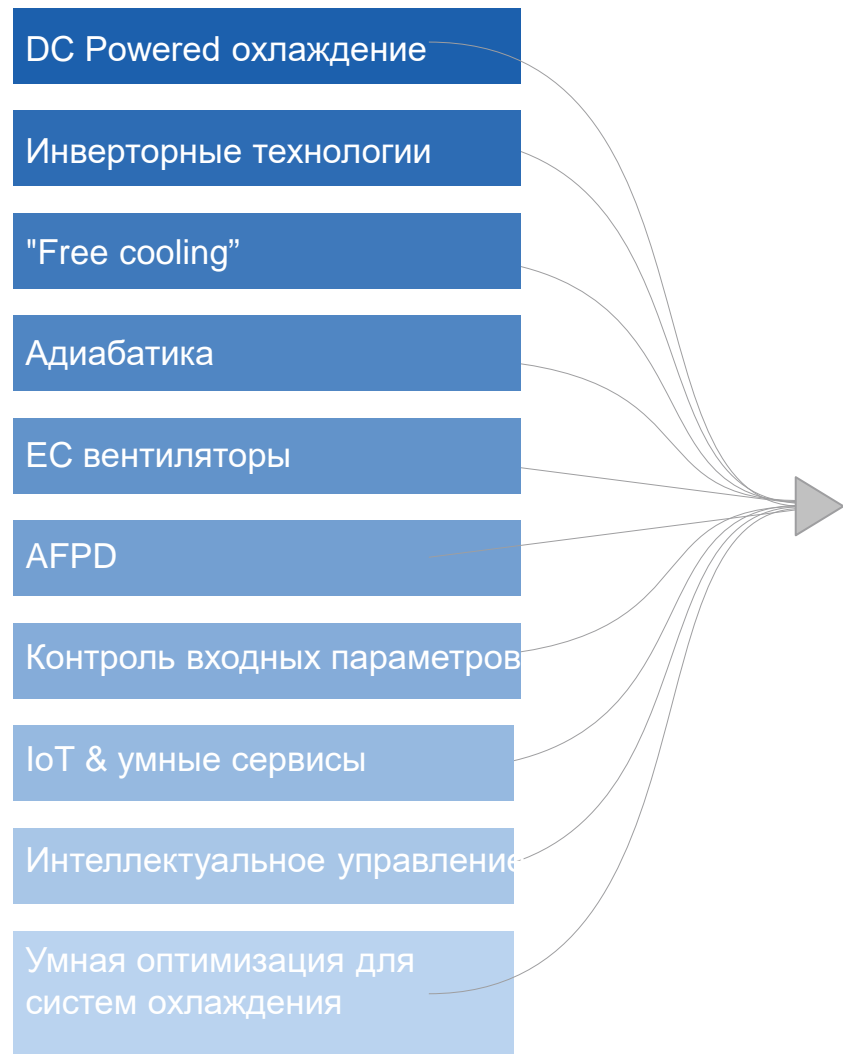 DC Powered охлаждение
Инверторные технологии
"Free cooling”
Адиабатика
ЕС вентиляторы
AFPD
Контроль входных параметров
IoT & умные сервисы
Интеллектуальное управление
Умная оптимизация для
систем охлаждения